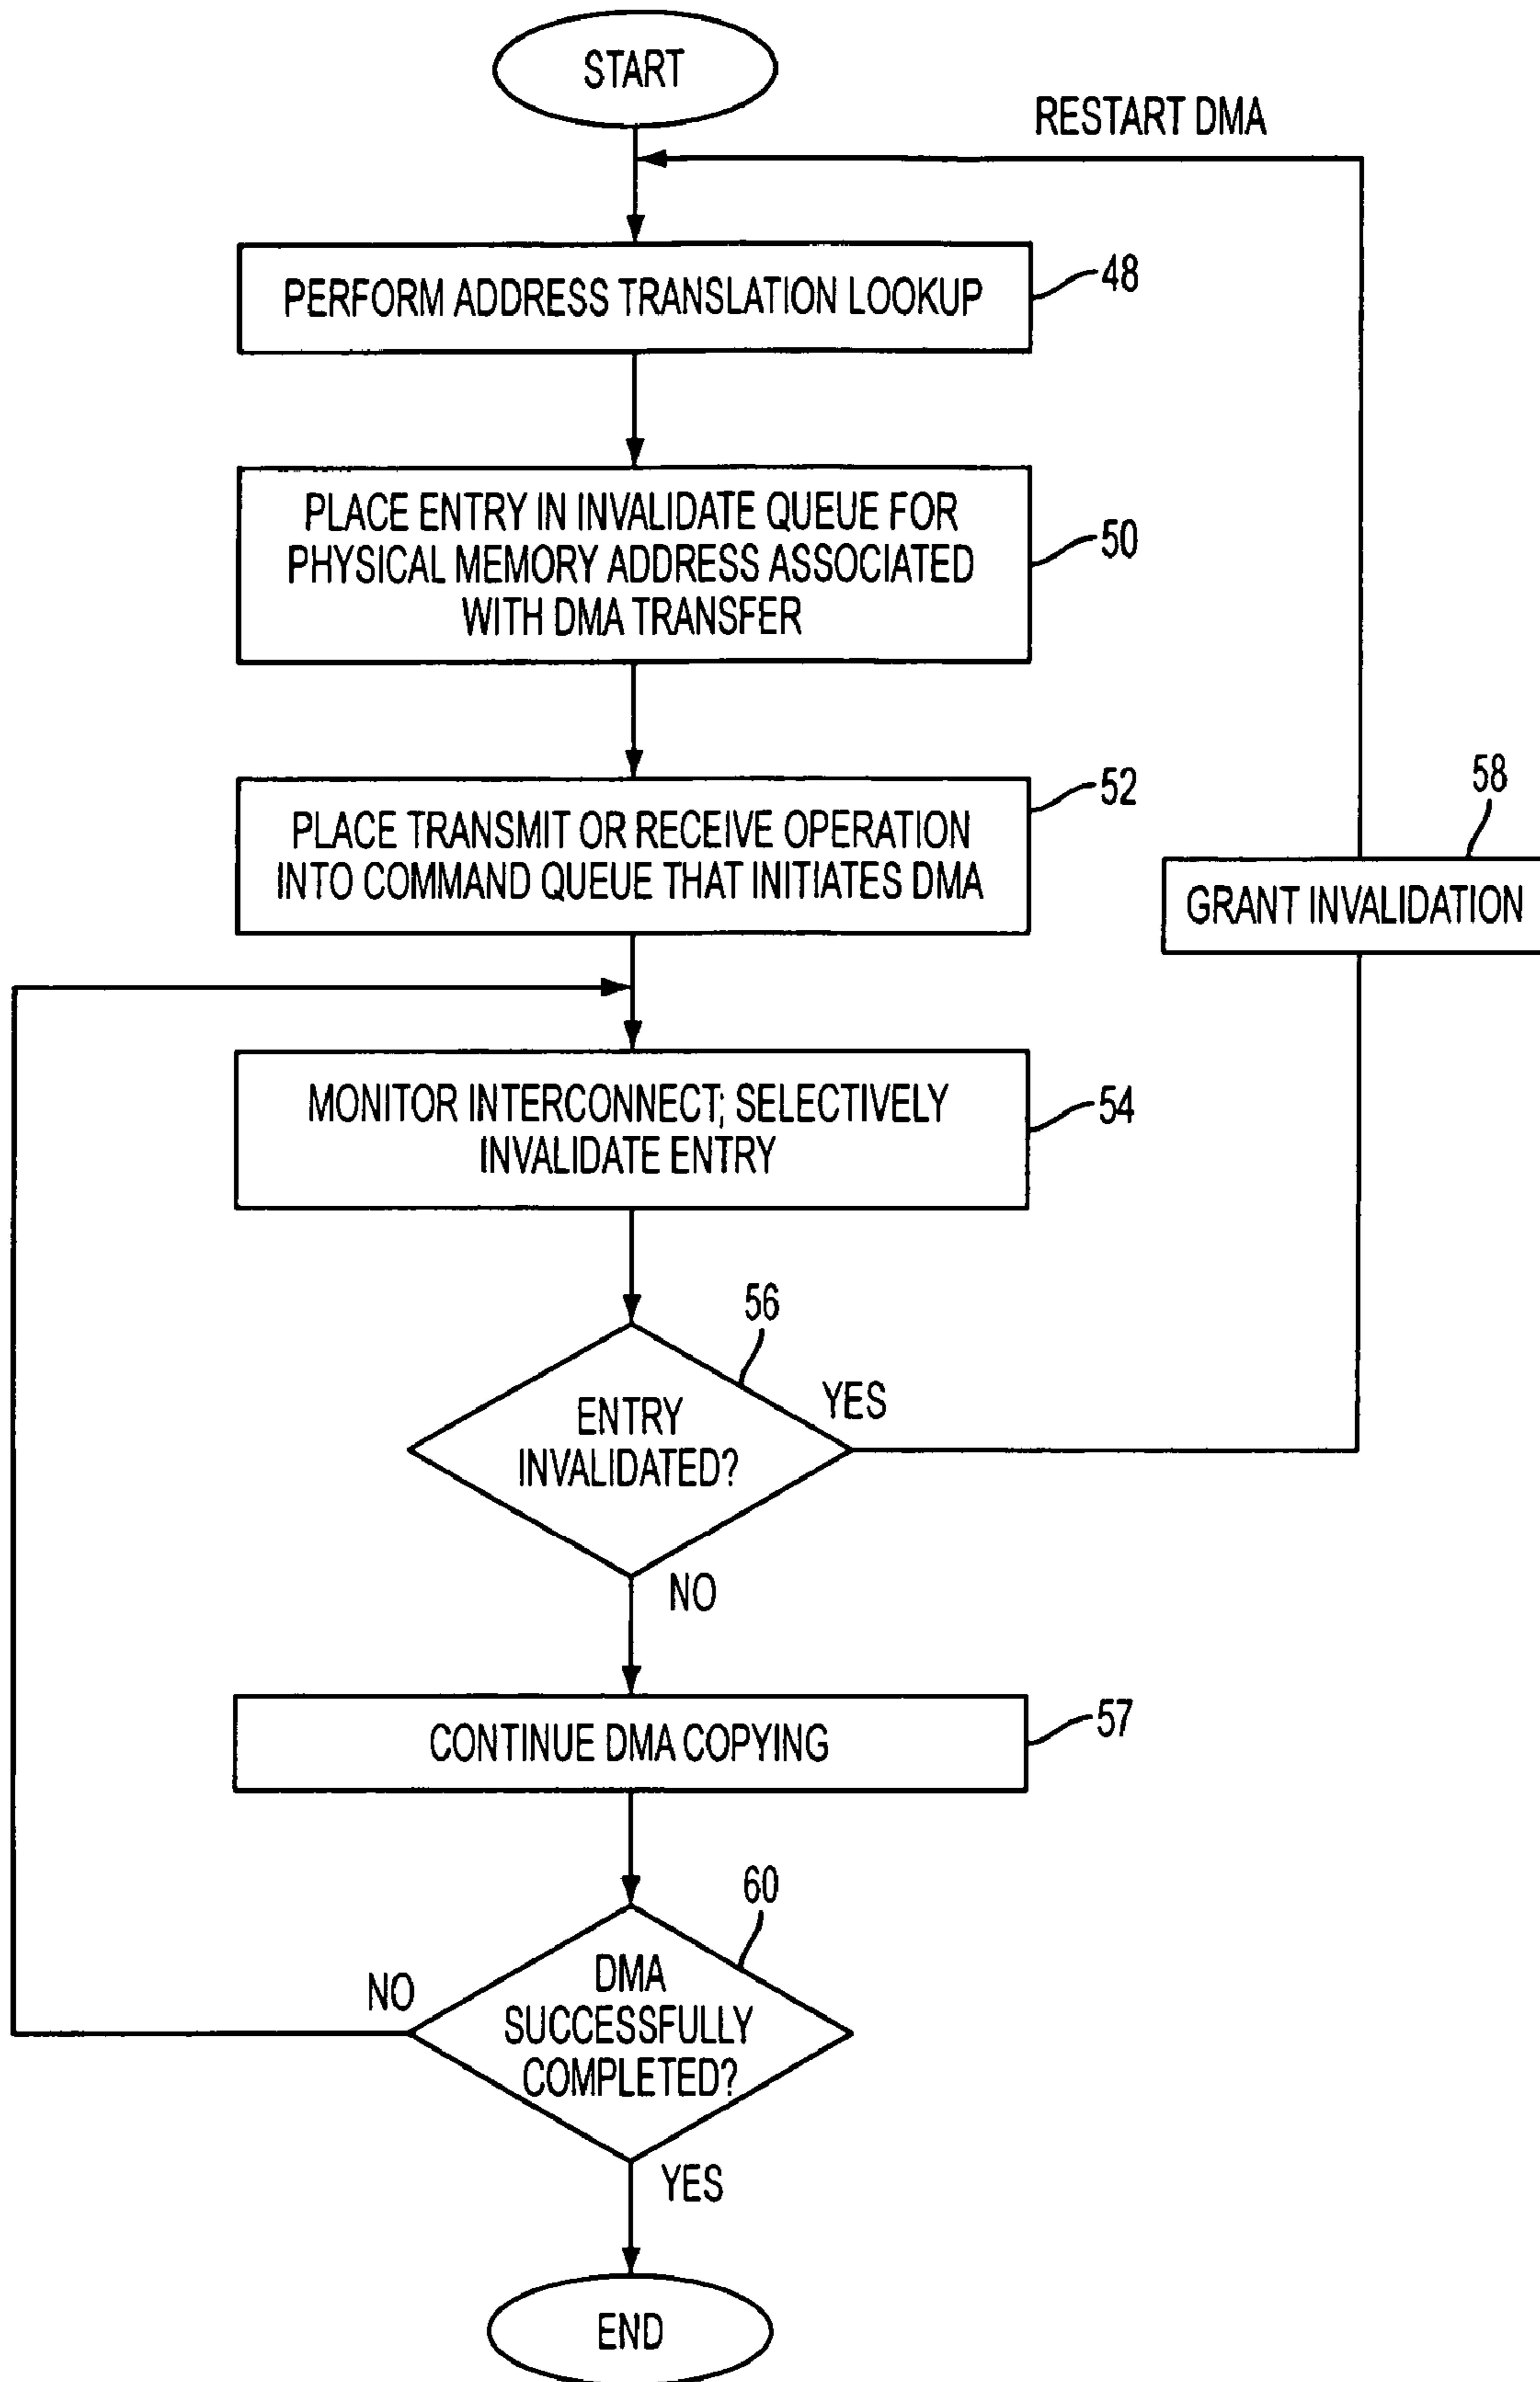 START
RESTART DMA
PERFORM ADDRESS TRANSLATION LOOKUP
48
PLACE ENTRY IN INVALIDATE QUEUE FOR
PHYSICAL MEMORY ADDRESS ASSOCIATED
WITH DMA TRANSFER
50
PLACE TRANSMIT OR RECEIVE OPERATION
INTO COMMAND QUEUE THAT INITIATES DMA
52
58
GRANT INVALIDATION
MONITOR INTERCONNECT; SELECTIVELY
INVALIDATE ENTRY
54
56
ENTRY
INVALIDATED?
YES
NO
CONTINUE DMA COPYING
57
60
DMA
SUCCESSFULLY
COMPLETED?
NO
YES
END